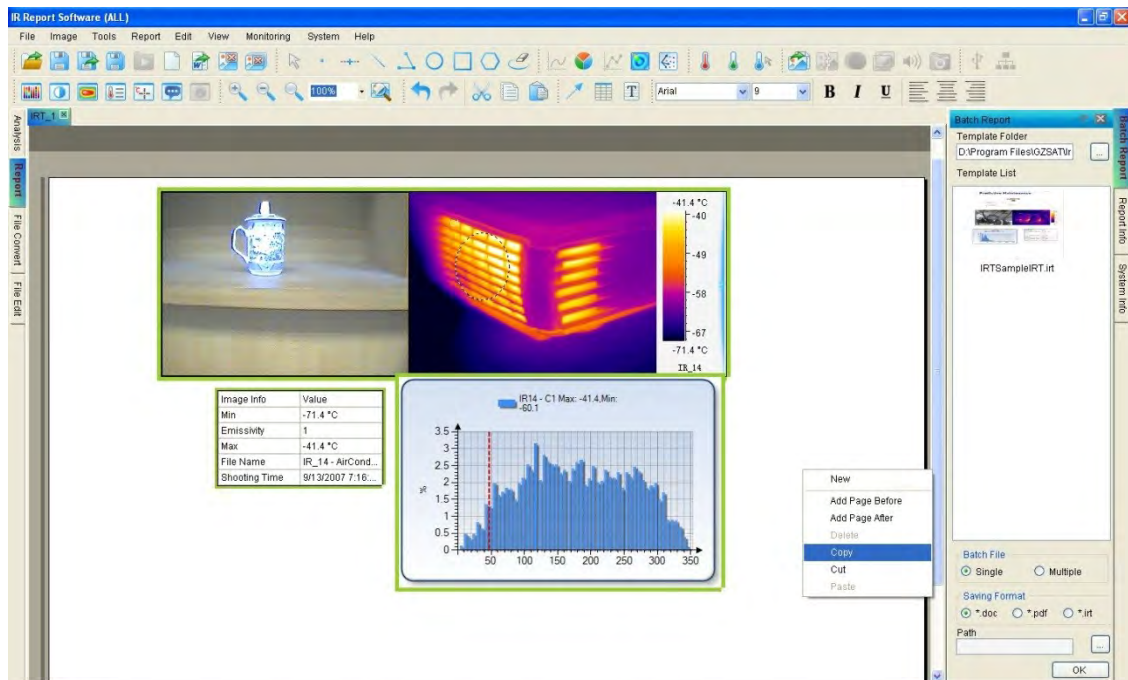 IR Report Software (ALL)
File Image Tools Report Edit View Monitoring System Help
100% Arial 9 B I U
IRT_1
Analysis
Report
File Convert
File Edit
-41.4 °C
-40
-49
-58
-67
-71.4 °C
IR_14
Image Info Value
Min -71.4 °C
Emissivity 1
Max -41.4 °C
File Name IR_14 - AirCond...
Shooting Time 9/13/2007 7:16:...
IR14 - C1 Max: -41.4,Min:
-60.1
3.5
3
2.5
2
1.5
1
0.5
0
%
50 100 150 200 250 300 350
New
Add Page Before
Add Page After
Delete
Copy
Cut
Paste
Batch Report
Template Folder
D:\Program Files\GZSAT\Ir ...
Template List
IRTSampleIRT.irt
Batch File
Single Multiple
Saving Format
*.doc *.pdf *.irt
Path
...
OK
Batch Report
Report Info
System Info